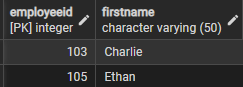 employeeid firstname
[PK] integer character varying (50)
103 Charlie
105 Ethan